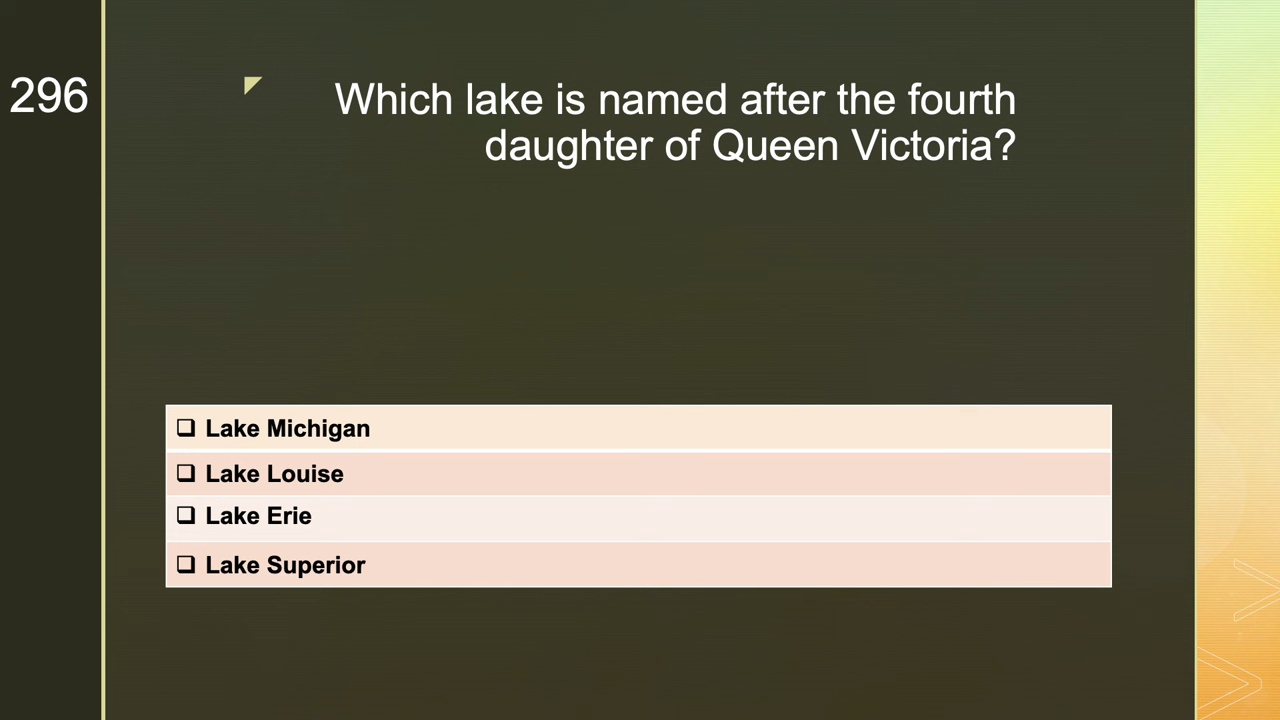 296
Which lake is named after the fourth
daughter of Queen Victoria?
❑ Lake Michigan
❑ Lake Louise
❑ Lake Erie
❑ Lake Superior